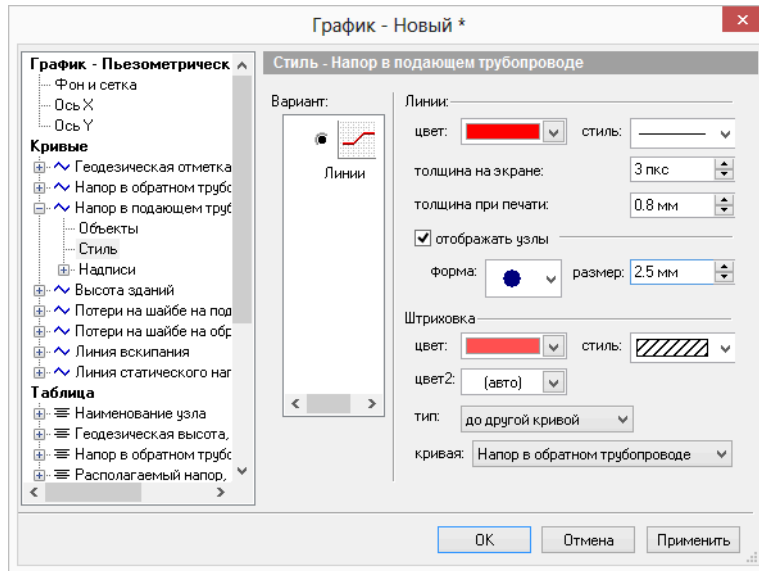 График - Новый *
График - Пьезометрическ
Фон и сетка
Ось X
Ось Y
Кривые
Геодезическая отметка
Напор в обратном трубо
Напор в подающем труб
Объекты
Стиль
Надписи
Высота зданий
Потери на шайбе на под
Потери на шайбе на обр
Линия вскипания
Линия статического нап
Таблица
Наименование узла
Геодезическая высота,
Напор в обратном трубо
Располагаемый напор,
Стиль - Напор в подающем трубопроводе
Вариант:
Линии
Линии:
цвет: стиль:
толщина на экране: 3 пкс
толщина при печати: 0.8 мм
отображать узлы
форма: размер: 2.5 мм
Штриховка
цвет: стиль:
цвет2: (авто)
тип: до другой кривой
кривая: Напор в обратном трубопроводе
OK Отмена Применить